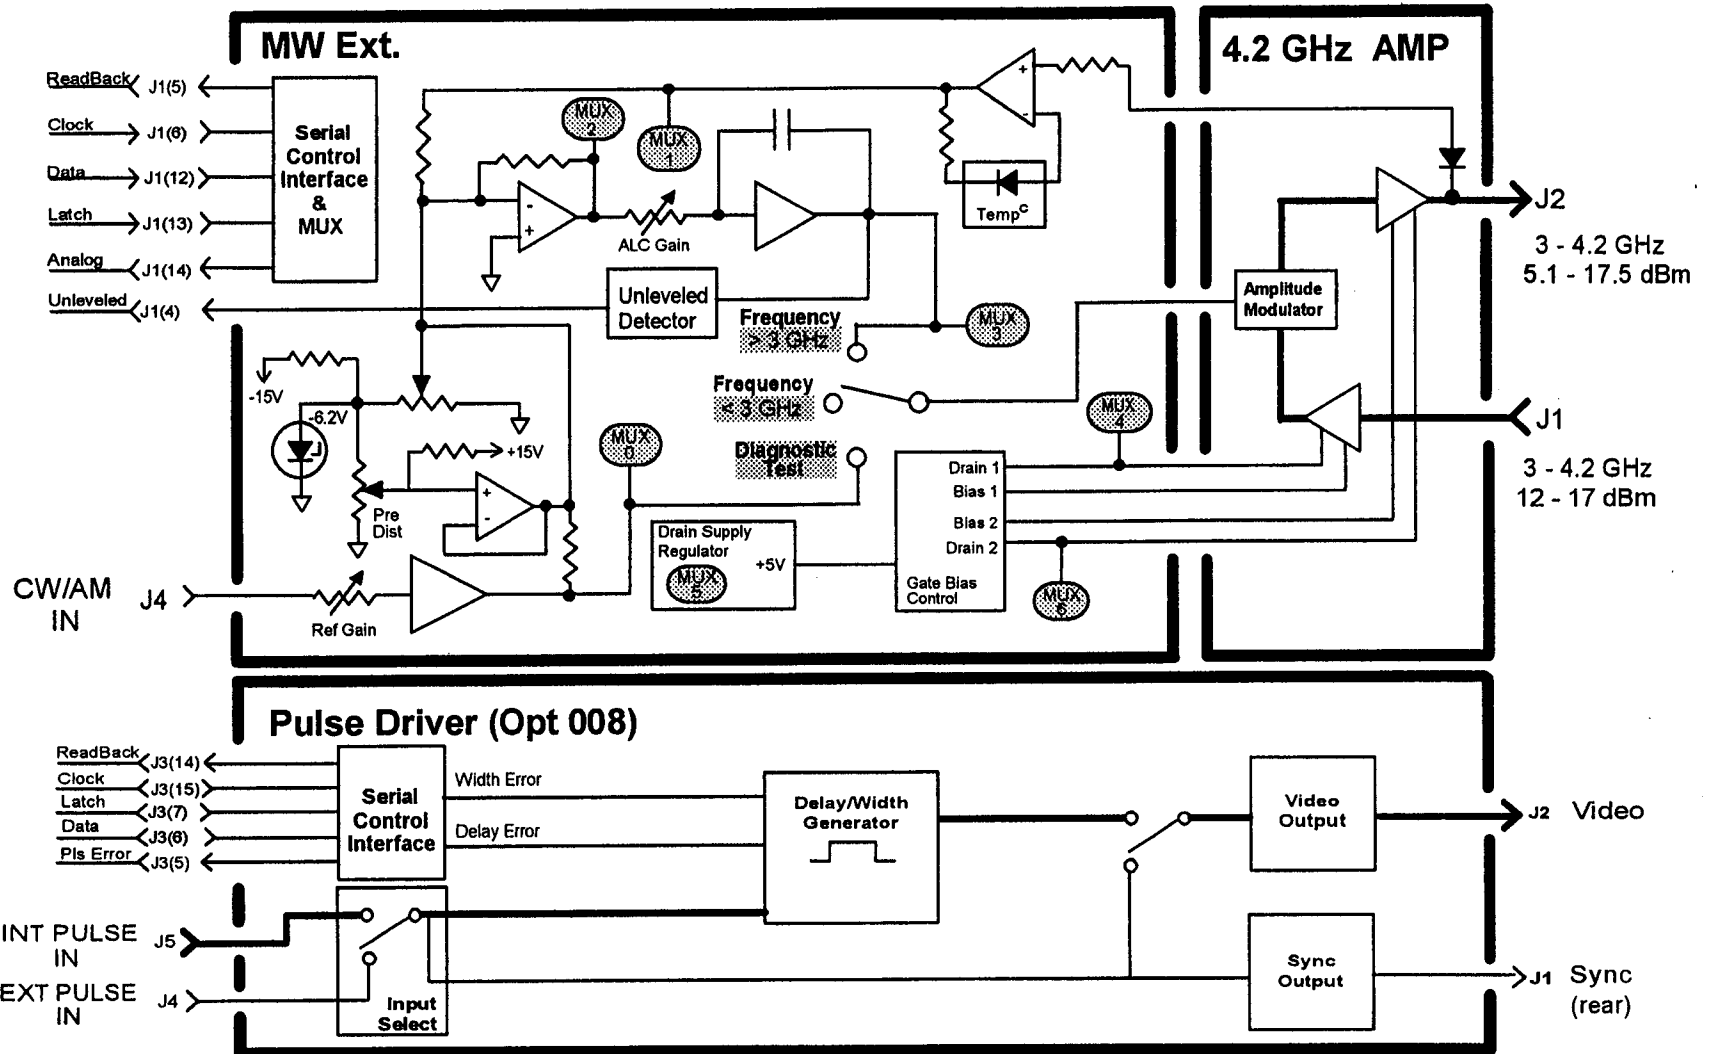 MW Ext.
4.2 GHz AMP
ReadBack J1(5)
Clock J1(6)
Data J1(12)
Latch J1(13)
Analog J1(14)
Unleveled J1(4)
Serial
Control
Interface
&
MUX
MUX
2
MUX
1
+
-
TempC
-
+
ALC Gain
Unleveled
Detector
Frequency
> 3 GHz
MUX
3
Frequency
< 3 GHz
Diagnostic
Test
MUX
4
Amplitude
Modulator
J2
3 - 4.2 GHz
5.1 - 17.5 dBm
J1
3 - 4.2 GHz
12 - 17 dBm
-15V
-6.2V
+15V
+
-
Pre
Dist
MUX
0
Drain Supply
Regulator
MUX
5
+5V
Drain 1
Bias 1
Bias 2
Drain 2
Gate Bias
Control
MUX
6
CW/AM
IN
J4
Ref Gain
Pulse Driver (Opt 008)
ReadBack J3(14)
Clock J3(15)
Latch J3(7)
Data J3(6)
Pls Error J3(5)
Serial
Control
Interface
Width Error
Delay Error
Delay/Width
Generator
Video
Output
J2 Video
INT PULSE
IN
J5
EXT PULSE
IN
J4
Input
Select
Sync
Output
J1 Sync
(rear)